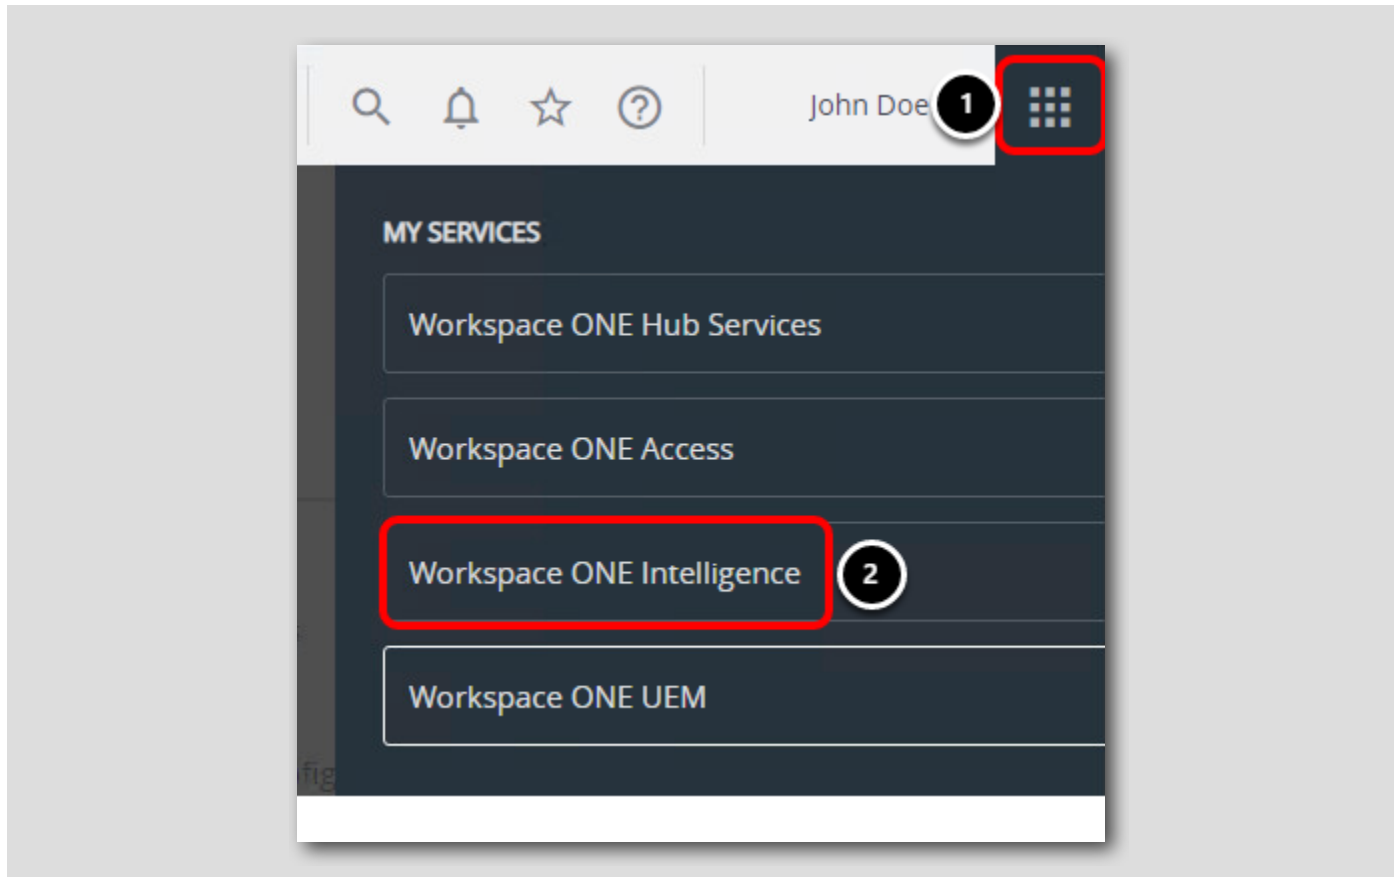 John Doe 1
MY SERVICES
Workspace ONE Hub Services
Workspace ONE Access
Workspace ONE Intelligence 2
Workspace ONE UEM